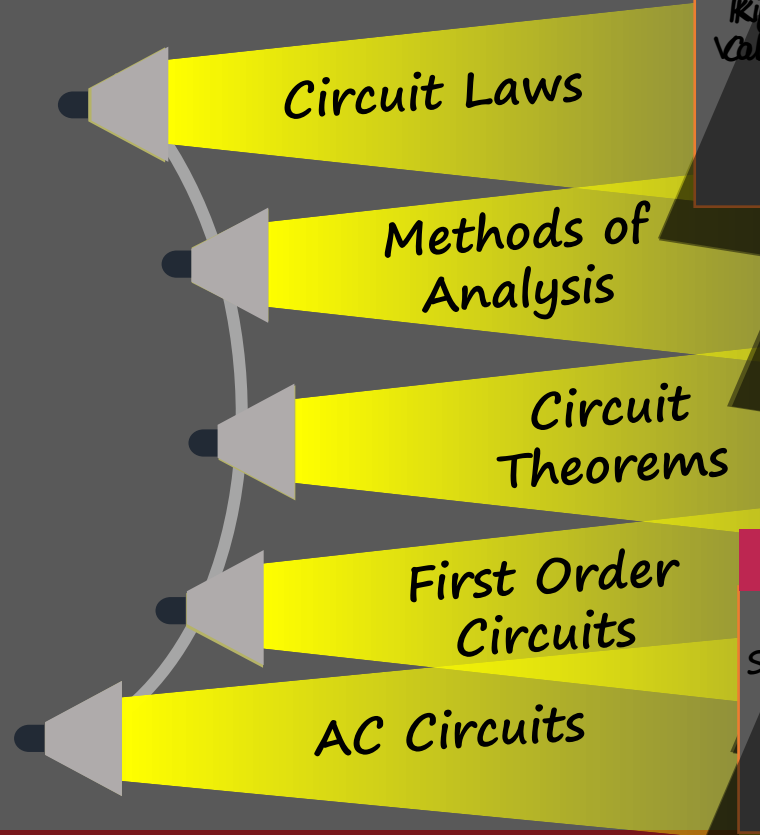 Circuit Laws
Methods of
Analysis
Circuit
Theorems
First Order
Circuits
AC Circuits